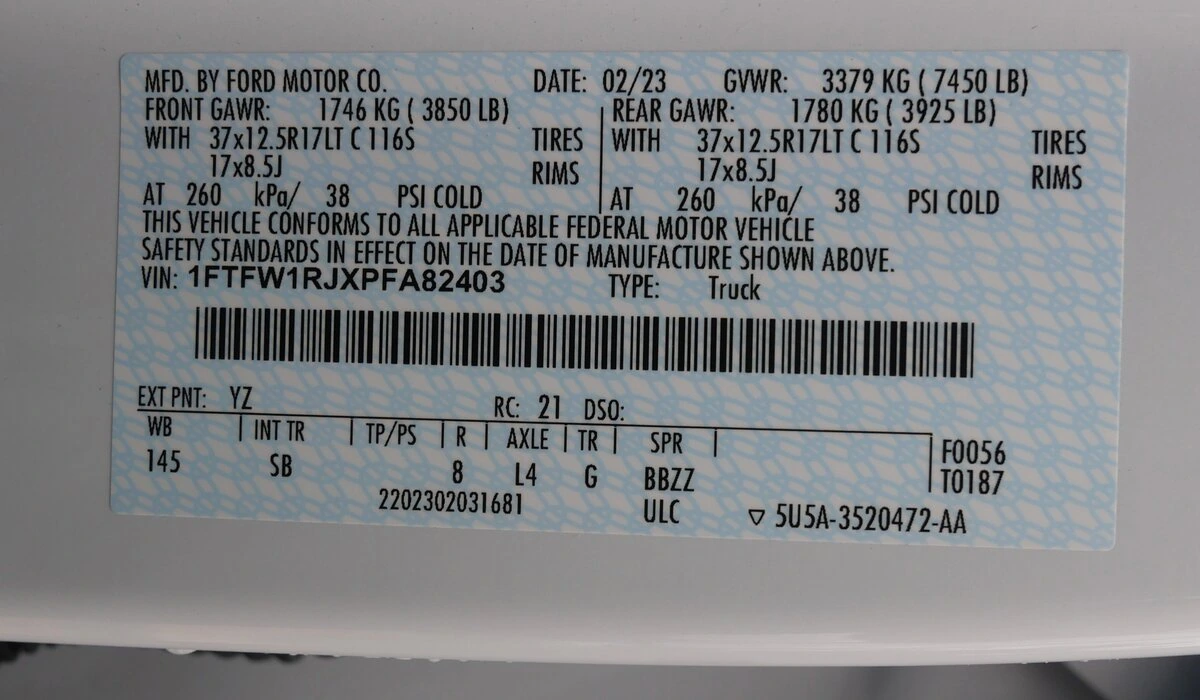 MFD. BY FORD MOTOR CO. DATE: 02/23 GVWR: 3379 KG ( 7450 LB)
FRONT GAWR: 1746 KG ( 3850 LB) REAR GAWR: 1780 KG ( 3925 LB)
WITH 37x12.5R17LT C 116S TIRES WITH 37x12.5R17LT C 116S TIRES
17x8.5J RIMS 17x8.5J RIMS
AT 260 kPa/ 38 PSI COLD AT 260 kPa/ 38 PSI COLD
THIS VEHICLE CONFORMS TO ALL APPLICABLE FEDERAL MOTOR VEHICLE
SAFETY STANDARDS IN EFFECT ON THE DATE OF MANUFACTURE SHOWN ABOVE.
VIN: 1FTFW1RJXPFA82403 TYPE: Truck
EXT PNT: YZ RC: 21 DSO:
WB INT TR TP/PS R AXLE TR SPR F0056
145 SB 8 L4 G BBZZ T0187
2202302031681 ULC ▽ 5U5A-3520472-AA